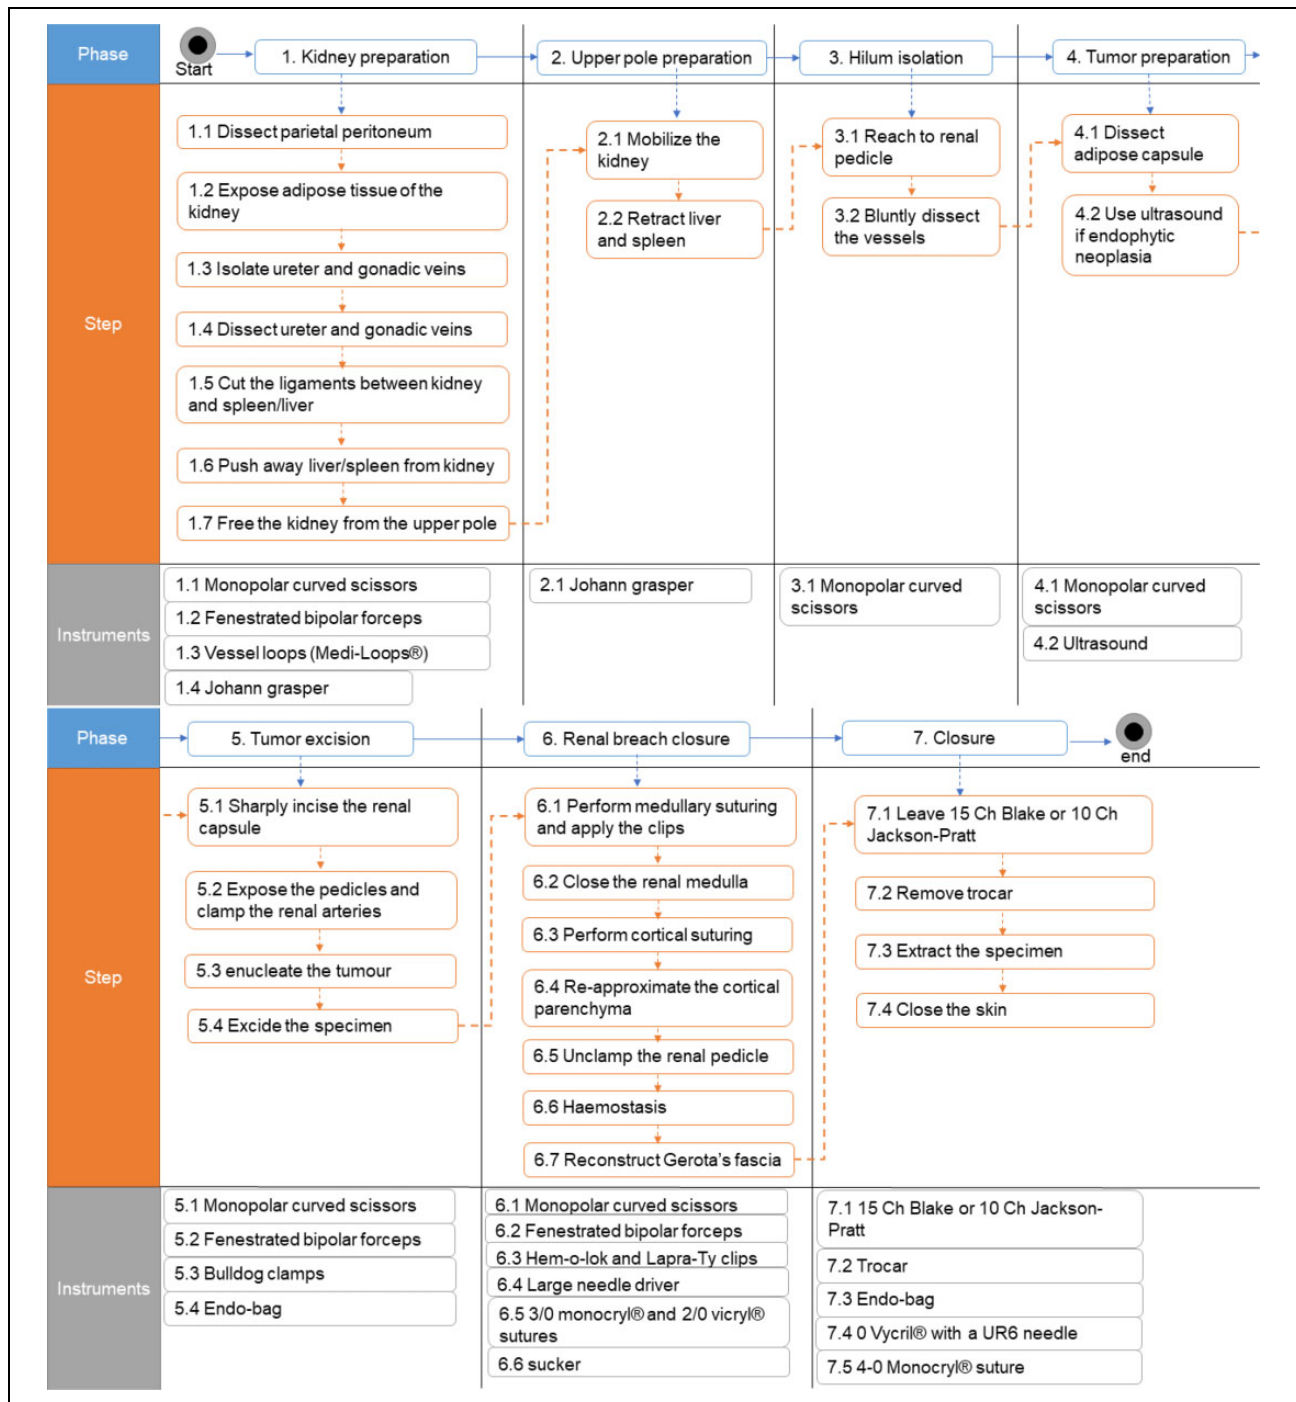 Phase
Start
1. Kidney preparation
2. Upper pole preparation
3. Hilum isolation
4. Tumor preparation
Step
1.1 Dissect parietal peritoneum
1.2 Expose adipose tissue of the
kidney
1.3 Isolate ureter and gonadic veins
1.4 Dissect ureter and gonadic veins
1.5 Cut the ligaments between kidney
and spleen/liver
1.6 Push away liver/spleen from kidney
1.7 Free the kidney from the upper pole
2.1 Mobilize the
kidney
2.2 Retract liver
and spleen
3.1 Reach to renal
pedicle
3.2 Bluntly dissect
the vessels
4.1 Dissect
adipose capsule
4.2 Use ultrasound
if endophytic
neoplasia
Instruments
1.1 Monopolar curved scissors
1.2 Fenestrated bipolar forceps
1.3 Vessel loops (Medi-Loops®)
1.4 Johann grasper
2.1 Johann grasper
3.1 Monopolar curved
scissors
4.1 Monopolar curved
scissors
4.2 Ultrasound
Phase
5. Tumor excision
6. Renal breach closure
7. Closure
end
Step
5.1 Sharply incise the renal
capsule
5.2 Expose the pedicles and
clamp the renal arteries
5.3 enucleate the tumour
5.4 Excide the specimen
6.1 Perform medullary suturing
and apply the clips
6.2 Close the renal medulla
6.3 Perform cortical suturing
6.4 Re-approximate the cortical
parenchyma
6.5 Unclamp the renal pedicle
6.6 Haemostasis
6.7 Reconstruct Gerota's fascia
7.1 Leave 15 Ch Blake or 10 Ch
Jackson-Pratt
7.2 Remove trocar
7.3 Extract the specimen
7.4 Close the skin
Instruments
5.1 Monopolar curved scissors
5.2 Fenestrated bipolar forceps
5.3 Bulldog clamps
5.4 Endo-bag
6.1 Monopolar curved scissors
6.2 Fenestrated bipolar forceps
6.3 Hem-o-lok and Lapra-Ty clips
6.4 Large needle driver
6.5 3/0 monocryl® and 2/0 vicryl®
sutures
6.6 sucker
7.1 15 Ch Blake or 10 Ch Jackson-
Pratt
7.2 Trocar
7.3 Endo-bag
7.4 0 Vycril® with a UR6 needle
7.5 4-0 Monocryl® suture